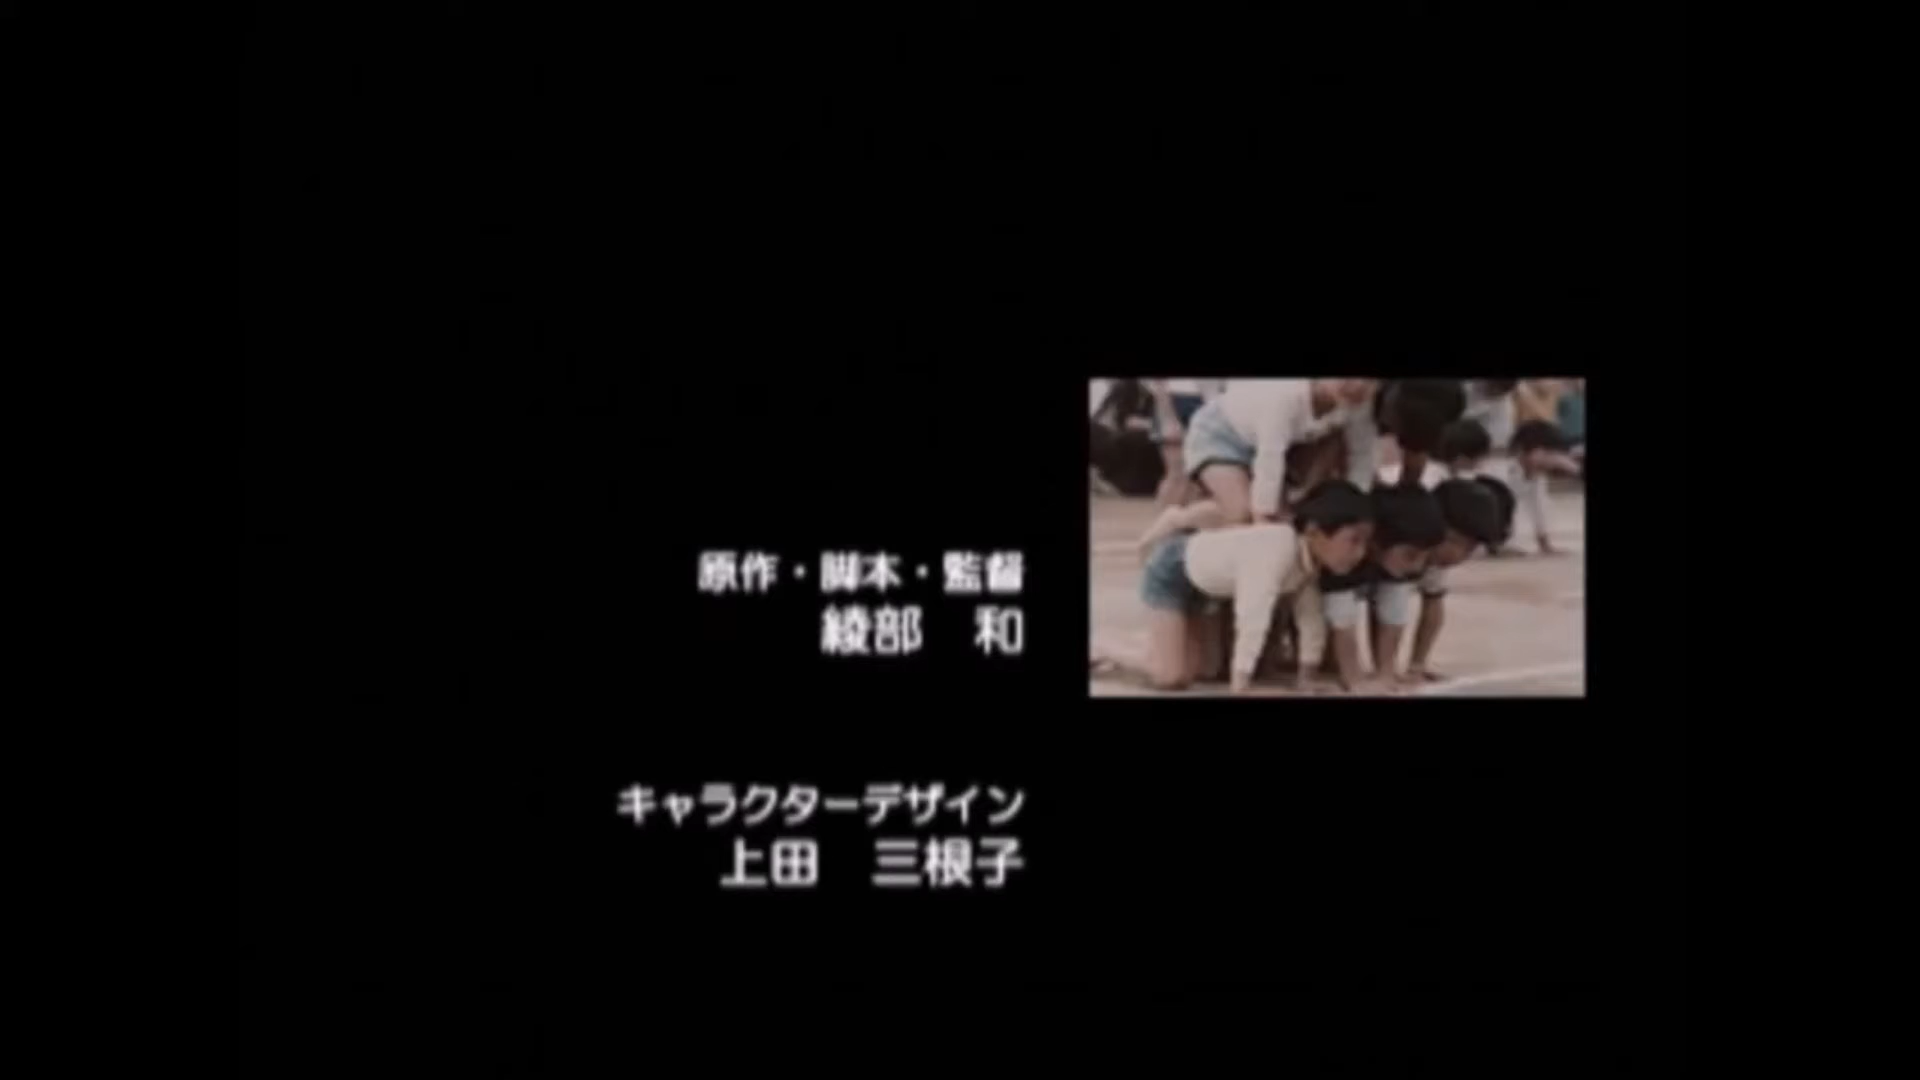 原作・脚本・監督
綾部　和
キャラクターデザイン
上田　三根子